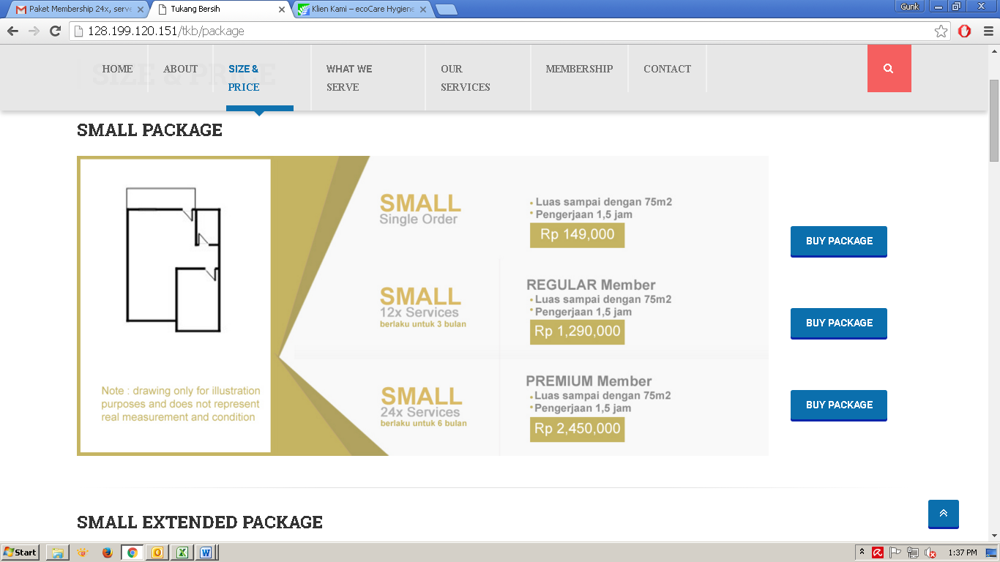 Paket Membership 24x, serve
Tukang Bersih
Klien Kami – ecoCare Hygiene
Gunk
128.199.120.151/tkb/package
SIZE & PRICE
HOME
ABOUT
SIZE &
PRICE
WHAT WE
SERVE
OUR
SERVICES
MEMBERSHIP
CONTACT
SMALL PACKAGE
SMALL
Single Order
• Luas sampai dengan 75m2
• Pengerjaan 1,5 jam
Rp 149,000
BUY PACKAGE
SMALL
12x Services
berlaku untuk 3 bulan
REGULAR Member
• Luas sampai dengan 75m2
• Pengerjaan 1,5 jam
Rp 1,290,000
BUY PACKAGE
SMALL
24x Services
berlaku untuk 6 bulan
PREMIUM Member
• Luas sampai dengan 75m2
• Pengerjaan 1,5 jam
Rp 2,450,000
BUY PACKAGE
Note : drawing only for illustration
purposes and does not represent
real measurement and condition
SMALL EXTENDED PACKAGE
Start
1:37 PM